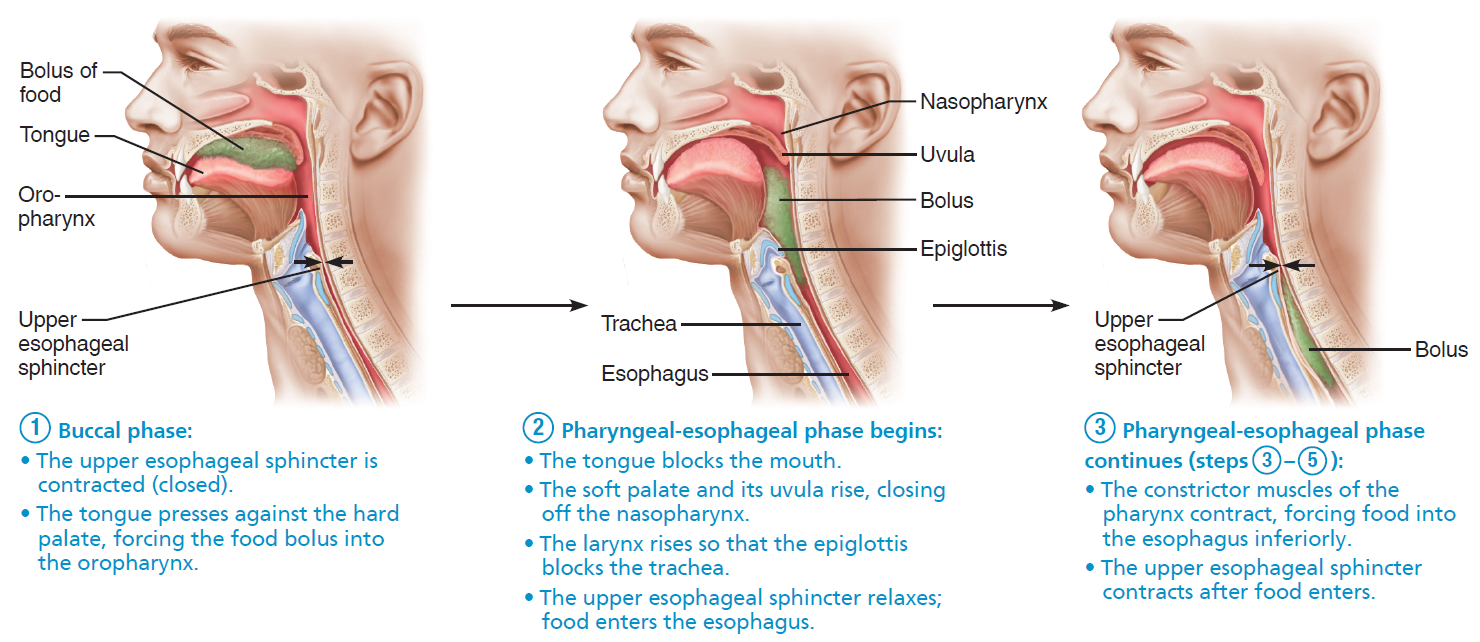 Bolus of
food
Tongue
Oro-
pharynx
Upper
esophageal
sphincter
① Buccal phase:
• The upper esophageal sphincter is
contracted (closed).
• The tongue presses against the hard
palate, forcing the food bolus into
the oropharynx.
Nasopharynx
Uvula
Bolus
Epiglottis
Trachea
Esophagus
② Pharyngeal-esophageal phase begins:
• The tongue blocks the mouth.
• The soft palate and its uvula rise, closing
off the nasopharynx.
• The larynx rises so that the epiglottis
blocks the trachea.
• The upper esophageal sphincter relaxes;
food enters the esophagus.
Upper
esophageal
sphincter
Bolus
③ Pharyngeal-esophageal phase
continues (steps ③–⑤):
• The constrictor muscles of the
pharynx contract, forcing food into
the esophagus inferiorly.
• The upper esophageal sphincter
contracts after food enters.